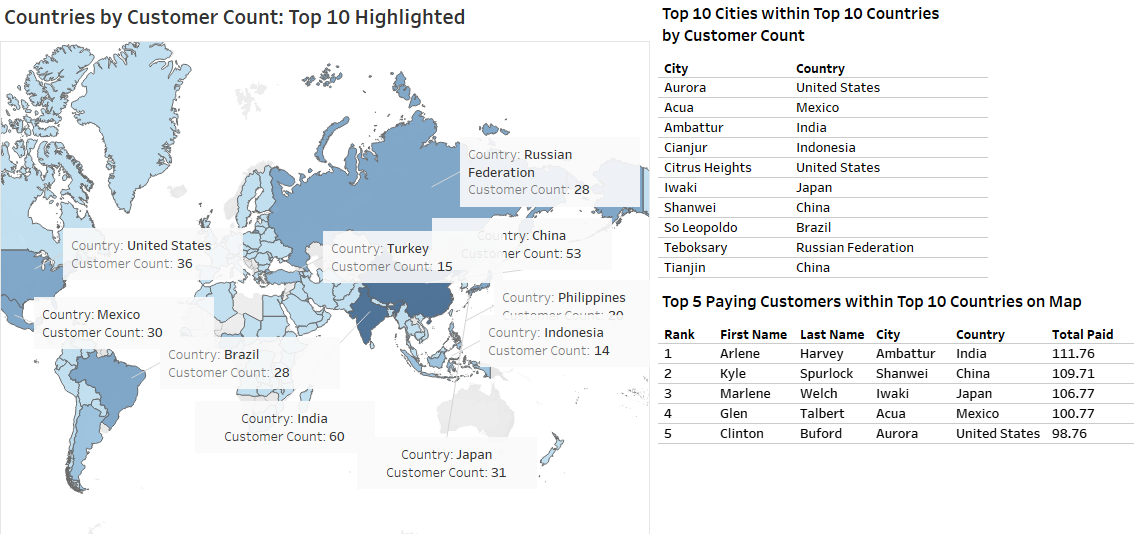 Countries by Customer Count: Top 10 Highlighted
Country: Russian
Federation
Customer Count: 28
Country: United States
Customer Count: 36
Country: Turkey
Customer Count: 15
Country: China
Customer Count: 53
Country: Mexico
Customer Count: 30
Country: Philippines
Customer Count: 20
Country: Indonesia
Customer Count: 14
Country: Brazil
Customer Count: 28
Country: India
Customer Count: 60
Country: Japan
Customer Count: 31
Top 10 Cities within Top 10 Countries
by Customer Count
City Country
Aurora United States
Acua Mexico
Ambattur India
Cianjur Indonesia
Citrus Heights United States
Iwaki Japan
Shanwei China
So Leopoldo Brazil
Teboksary Russian Federation
Tianjin China
Top 5 Paying Customers within Top 10 Countries on Map
Rank First Name Last Name City Country Total Paid
1 Arlene Harvey Ambattur India 111.76
2 Kyle Spurlock Shanwei China 109.71
3 Marlene Welch Iwaki Japan 106.77
4 Glen Talbert Acua Mexico 100.77
5 Clinton Buford Aurora United States 98.76